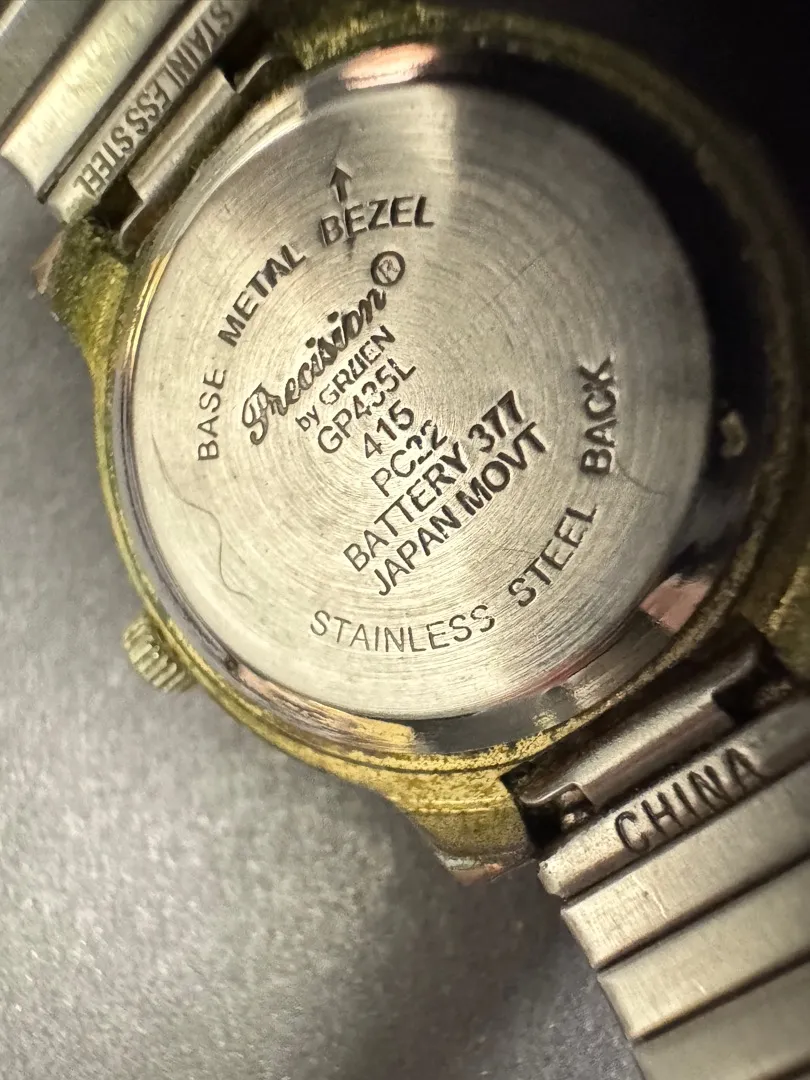 STAINLESS STEEL
BASE METAL BEZEL
Precision®
by GRUEN
GP435L
415
PC22
BATTERY 377
JAPAN MOVT
STAINLESS STEEL BACK
CHINA